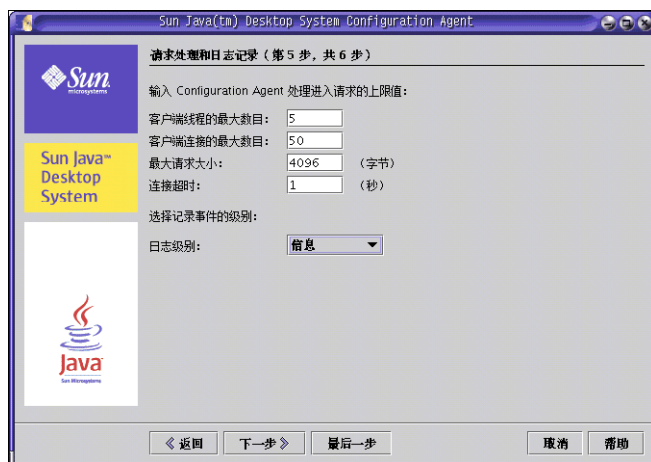 Sun Java(tm) Desktop System Configuration Agent
Sun
microsystems
Sun Java™
Desktop
System
Java
Sun Microsystems
请求处理和日志记录(第 5 步, 共 6 步)
输入 Configuration Agent 处理进入请求的上限值:
客户端线程的最大数目: 5
客户端连接的最大数目: 50
最大请求大小: 4096 (字节)
连接超时: 1 (秒)
选择记录事件的级别:
日志级别: 信息
返回 下一步 最后一步 取消 帮助